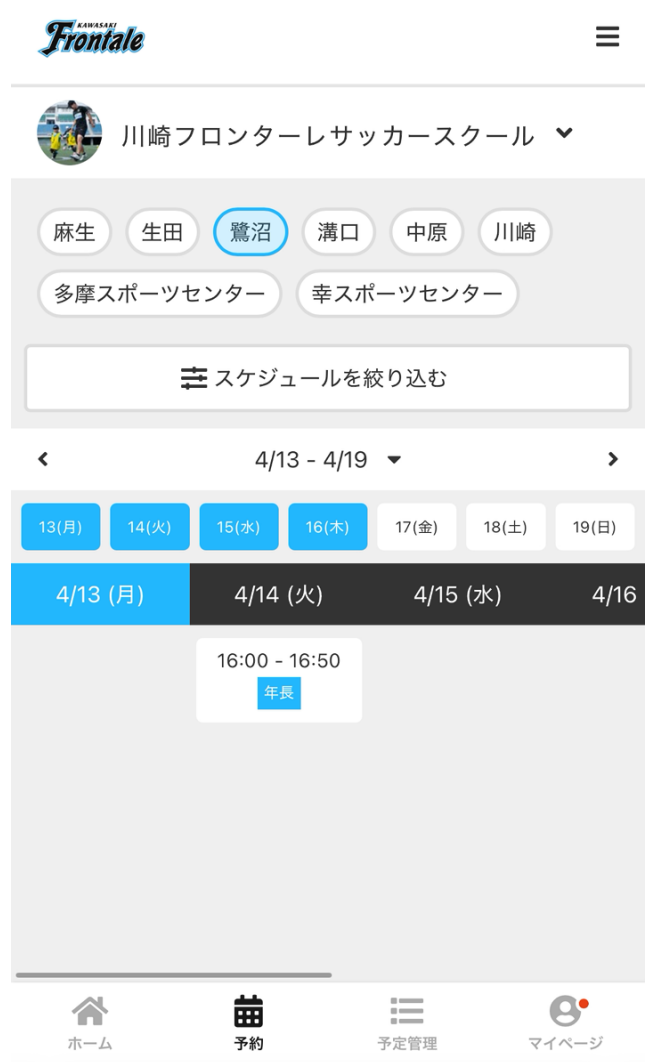 KAWASAKI
Frontale
川崎フロンターレサッカースクール
麻生 生田 鷺沼 溝口 中原 川崎
多摩スポーツセンター 幸スポーツセンター
スケジュールを絞り込む
4/13 - 4/19
13(月) 14(火) 15(水) 16(木) 17(金) 18(土) 19(日)
4/13 (月) 4/14 (火) 4/15 (水) 4/16
16:00 - 16:50
年長
ホーム 予約 予定管理 マイページ